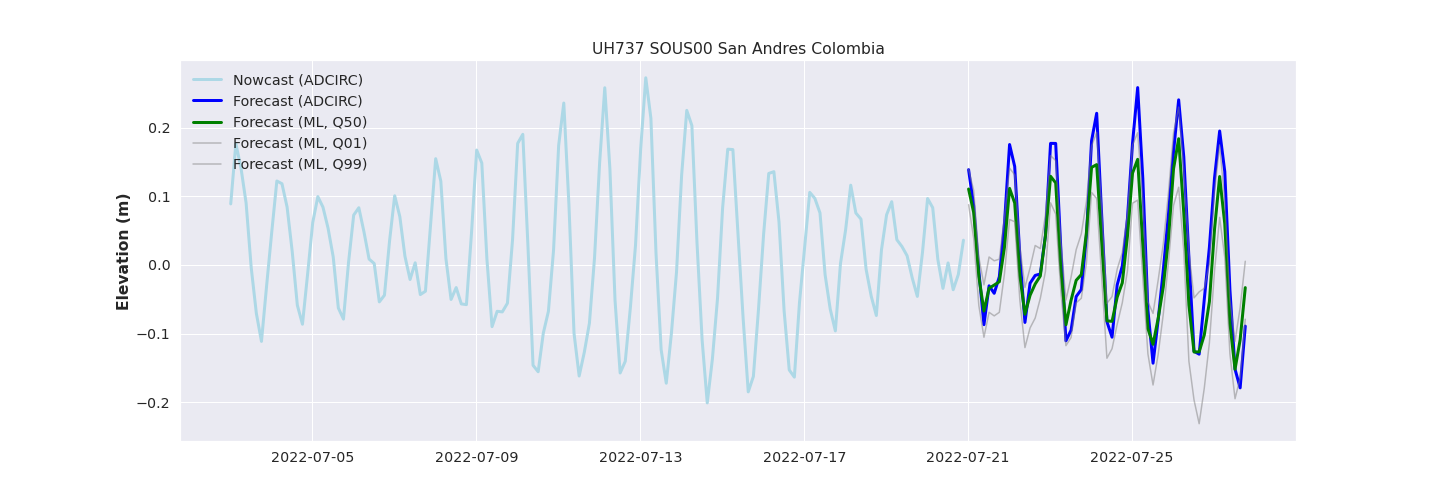 UH737 SOUS00 San Andres Colombia
Nowcast (ADCIRC)
Forecast (ADCIRC)
Forecast (ML, Q50)
Forecast (ML, Q01)
Forecast (ML, Q99)
Elevation (m)
0.2
0.1
0.0
−0.1
−0.2
2022-07-05
2022-07-09
2022-07-13
2022-07-17
2022-07-21
2022-07-25